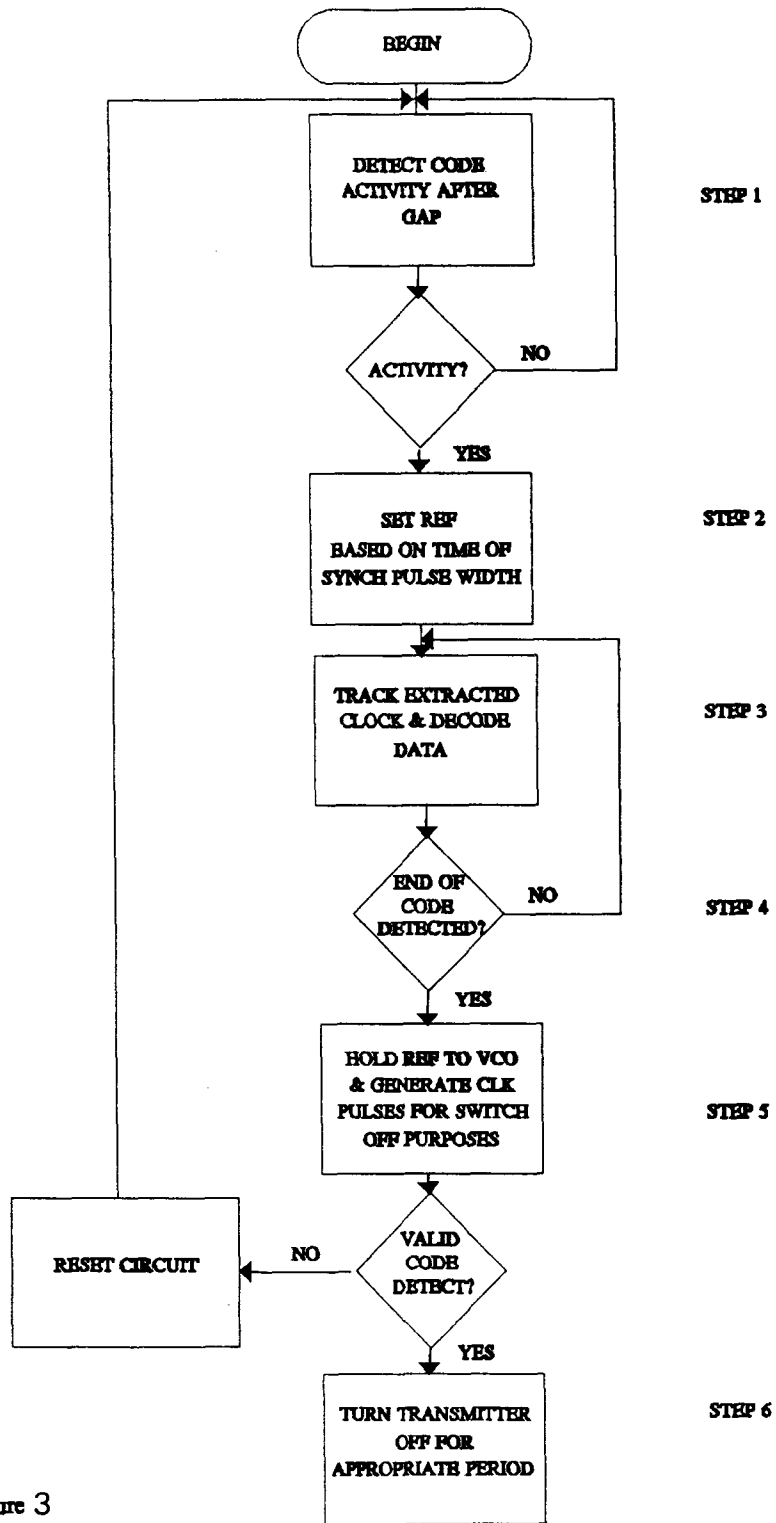 BEGIN
DETECT CODE
ACTIVITY AFTER
GAP
STEP 1
ACTIVITY?
NO
YES
SET REF
BASED ON TIME OF
SYNCH PULSE WIDTH
STEP 2
TRACK EXTRACTED
CLOCK & DECODE
DATA
STEP 3
END OF
CODE
DETECTED?
NO
STEP 4
YES
HOLD REF TO VCO
& GENERATE CLK
PULSES FOR SWITCH
OFF PURPOSES
STEP 5
RESET CIRCUIT
NO
VALID
CODE
DETECT?
YES
TURN TRANSMITTER
OFF FOR
APPROPRIATE PERIOD
STEP 6
ure 3